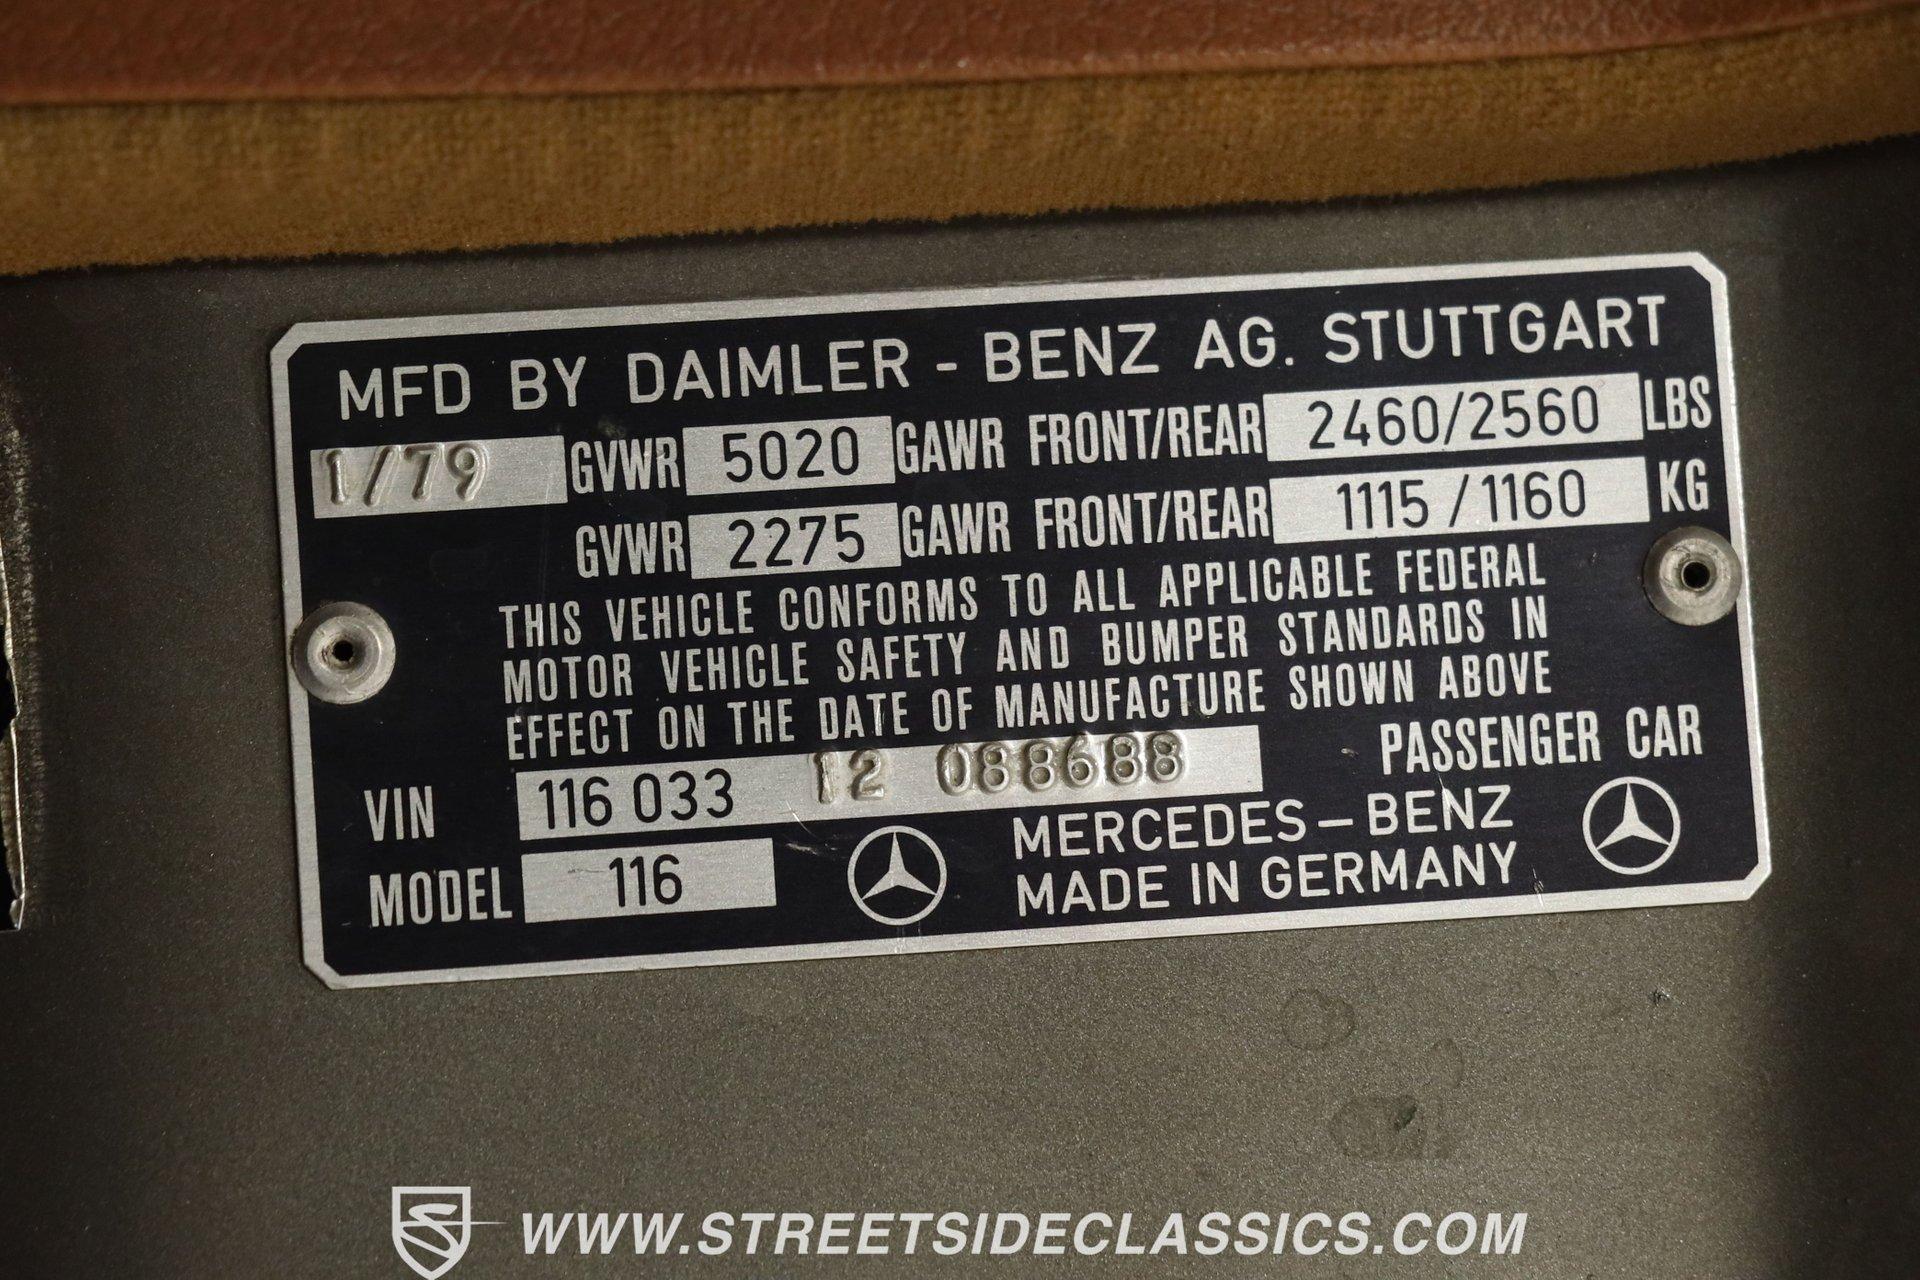 MFD BY DAIMLER - BENZ AG. STUTTGART
1/79 GVWR 5020 GAWR FRONT/REAR 2460/2560 LBS
GVWR 2275 GAWR FRONT/REAR 1115/1160 KG
THIS VEHICLE CONFORMS TO ALL APPLICABLE FEDERAL
MOTOR VEHICLE SAFETY AND BUMPER STANDARDS IN
EFFECT ON THE DATE OF MANUFACTURE SHOWN ABOVE
VIN 116 033 12 088688 PASSENGER CAR
MODEL 116 MERCEDES-BENZ
MADE IN GERMANY
WWW.STREETSIDECLASSICS.COM